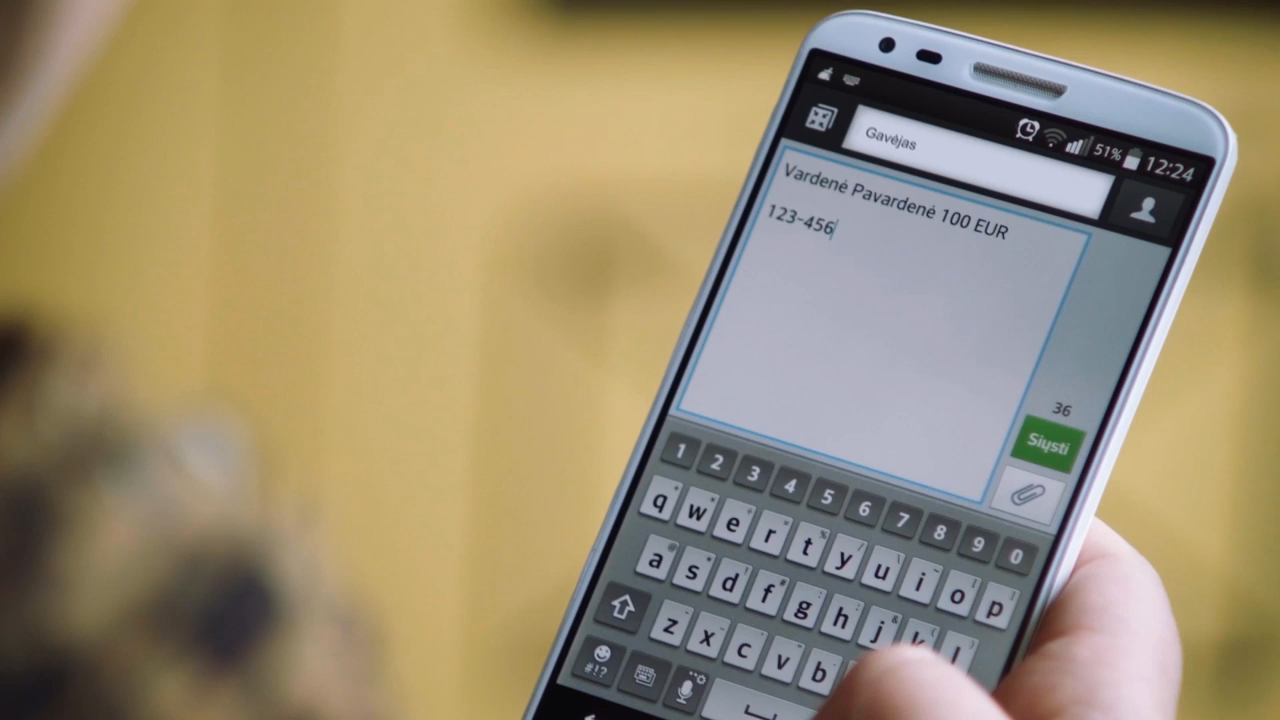 51% 12:24
Gavėjas
Vardenė Pavardenė 100 EUR
123-456
36
Siųsti
1 2 3 4 5 6 7 8 9 0
q w e r t y u i o p
a s d f g h j k l
z x c v b
#!?